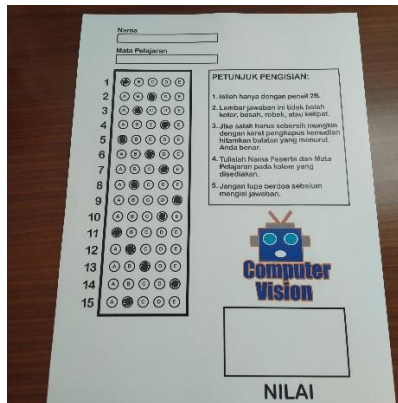 Nama
Mata Pelajaran
1 A B C D E
2 A B C D E
3 A B C D E
4 A B C D E
5 A B C D E
6 A B C D E
7 A B C D E
8 A B C D E
9 A B C D E
10 A B C D E
11 A B C D E
12 A B C D E
13 A B C D E
14 A B C D E
15 A B C D E
PETUNJUK PENGISIAN:
1. Isilah hanya dengan pensil 2B.
2. Lembar jawaban ini tidak boleh
kotor, basah, robek, atau terlipat.
3. Jika salah harus sebersih mungkin
dengan karet penghapus kemudian
hitamkan bulatan yang menurut
Anda benar.
4. Tulislah Nama Peserta dan Mata
Pelajaran pada kolom yang
disediakan.
5. Jangan lupa berdoa sebelum
mengisi jawaban.
Computer
Vision
NILAI